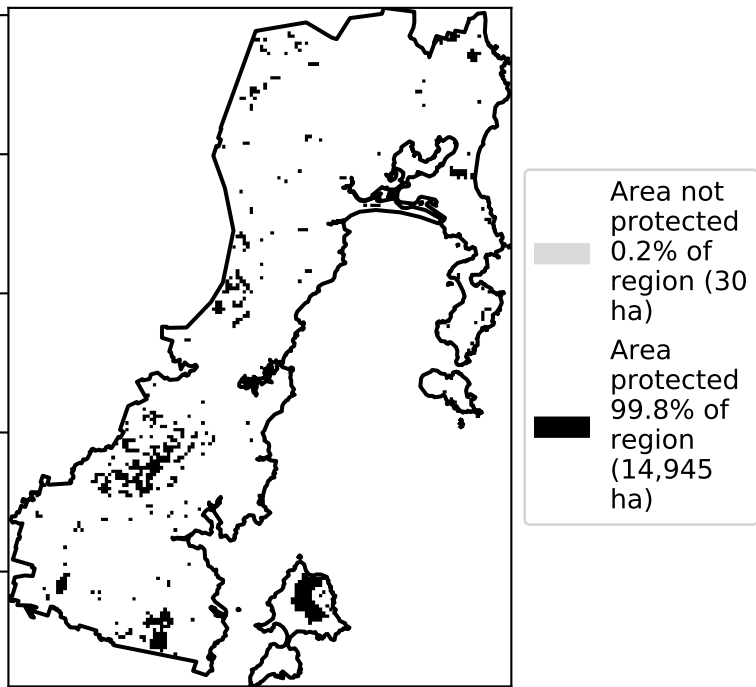 Area not
protected
0.2% of
region (30
ha)
Area
protected
99.8% of
region
(14,945
ha)